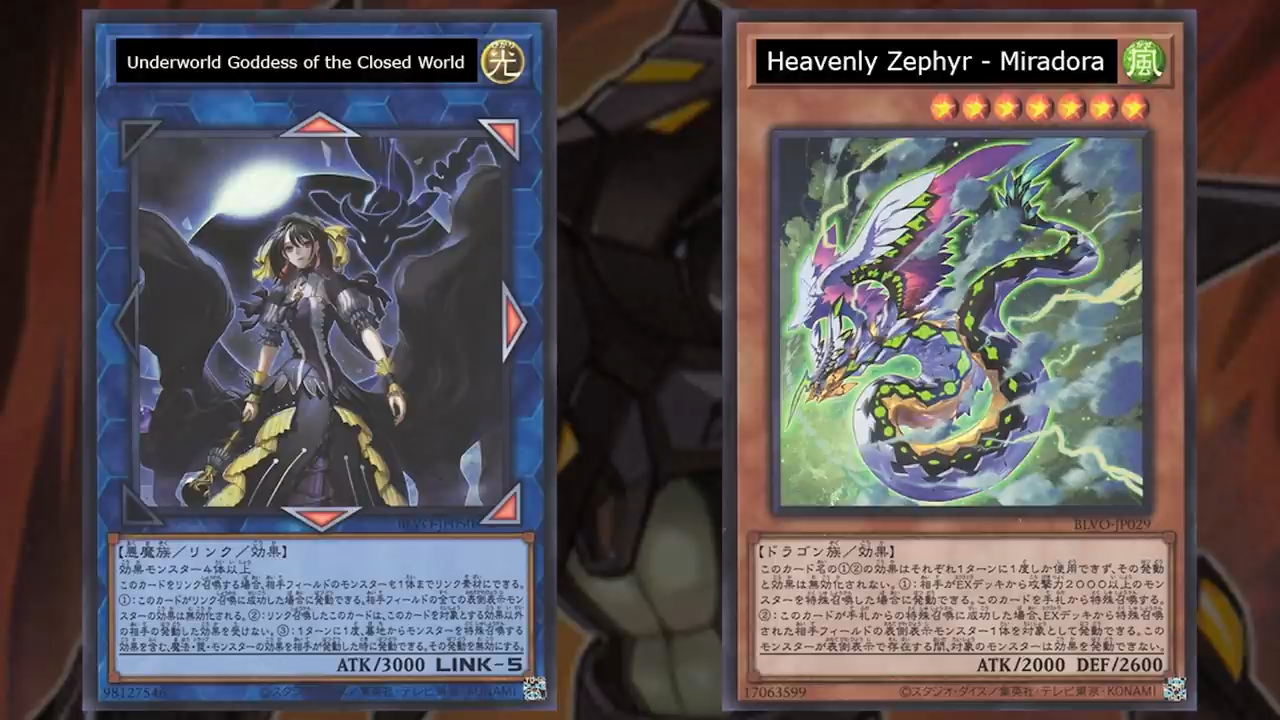 Underworld Goddess of the Closed World
光
BLVO-JP050
【悪魔族/リンク/効果】
効果モンスター4体以上
このカードをリンク召喚する場合、相手フィールドのモンスターも1体までリンク素材にできる。
①:このカードがリンク召喚に成功した場合に発動できる。相手フィールドの全ての表側表示モン
スターの効果は無効化される。②:リンク召喚したこのカードは、このカードを対象とする効果以外
の相手の発動した効果を受けない。③:1ターンに1度、墓地からモンスターを特殊召喚する
効果を含む、魔法・罠・モンスターの効果を相手が発動した時に発動できる。その発動を無効にする。
ATK/3000 LINK-5
98127546
©スタジオ・ダイス/集英社・テレビ東京・KONAMI
Heavenly Zephyr - Miradora
BLVO-JP029
【ドラゴン族/効果】
このカード名の①②の効果はそれぞれ1ターンに1度しか使用できず、その発動
と効果は無効化されない。①:相手がEXデッキから攻撃力2000以上のモン
スターを特殊召喚した場合に発動できる。このカードを手札から特殊召喚する。
②:このカードが手札からの特殊召喚に成功した場合、EXデッキから特殊召喚
された相手フィールドの表側表示モンスター1体を対象として発動できる。この
モンスターが表側表示で存在する間、対象のモンスターは効果を発動できない。
ATK/2000 DEF/2600
17063599
©スタジオ・ダイス/集英社・テレビ東京・KONAMI